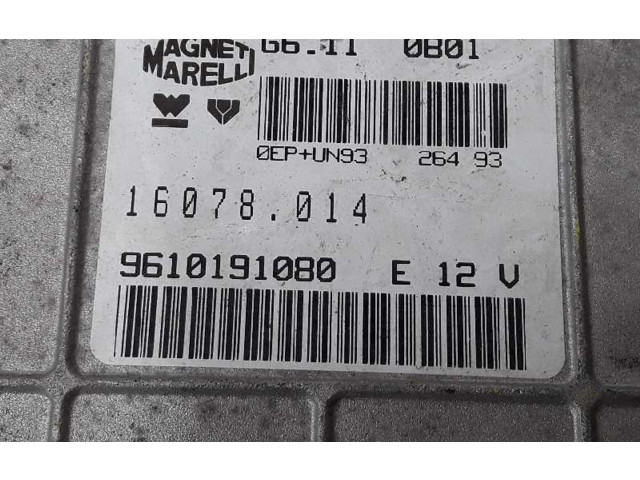 MAGNETI
MARELLI
G6.11 0B01
0EP+UN93 264 93
16078.014
9610191080 E 12 V